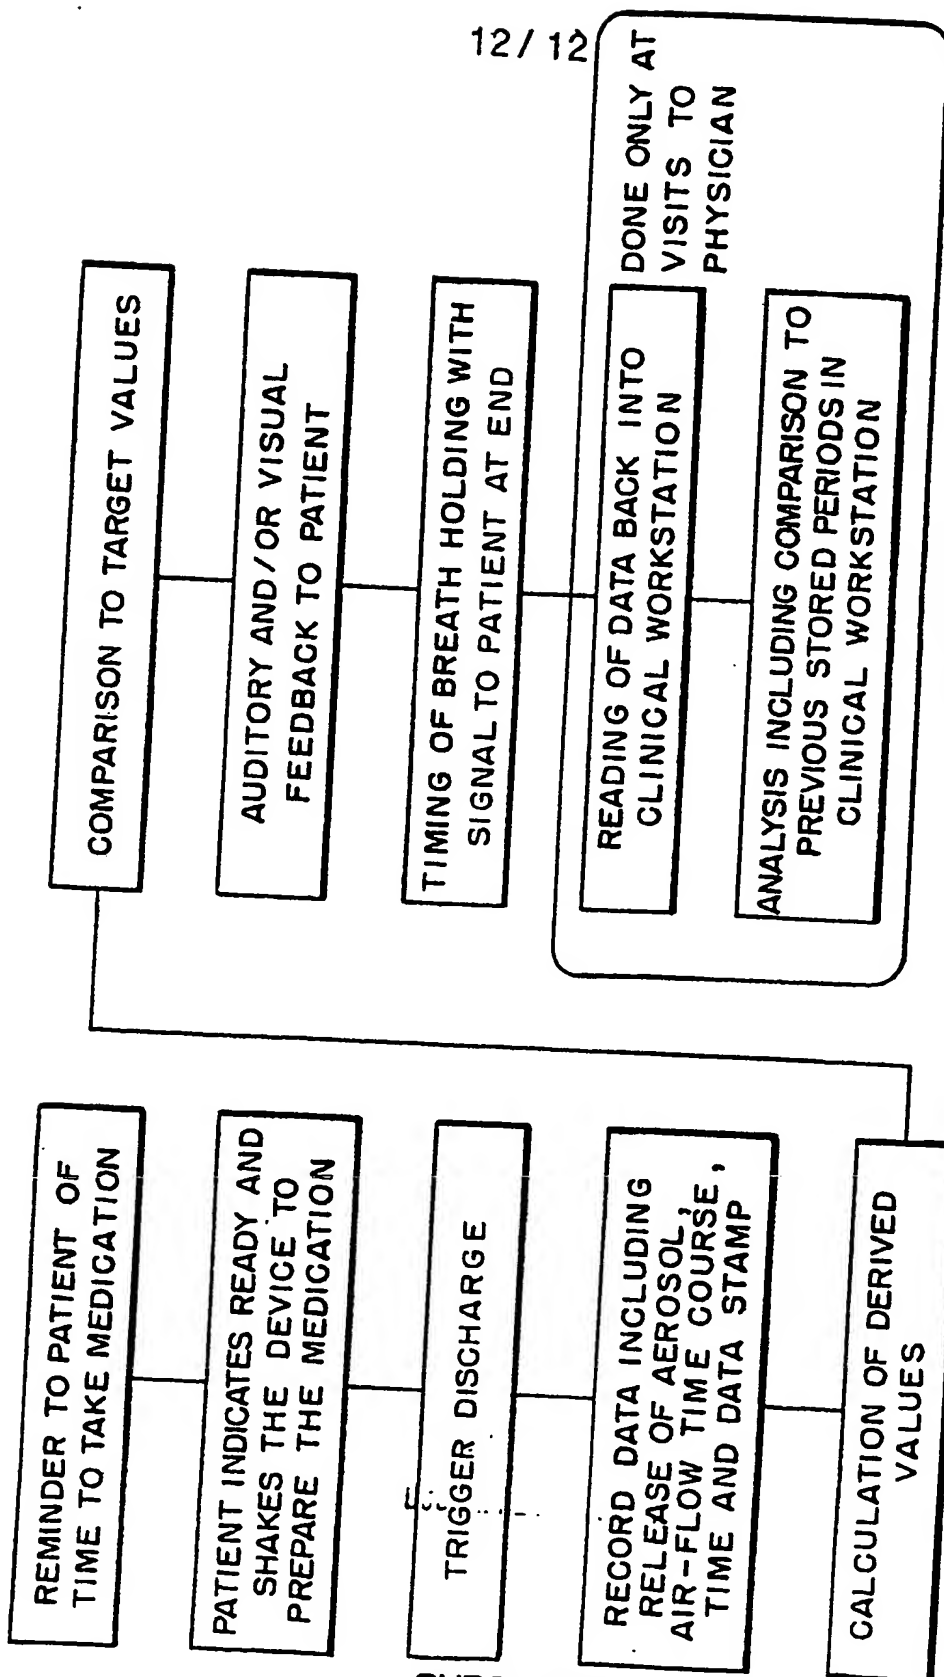 12/12
REMINDER TO PATIENT OF
TIME TO TAKE MEDICATION
PATIENT INDICATES READY AND
SHAKES THE DEVICE TO
PREPARE THE MEDICATION
TRIGGER DISCHARGE
RECORD DATA INCLUDING
RELEASE OF AEROSOL,
AIR-FLOW TIME COURSE,
TIME AND DATA STAMP
CALCULATION OF DERIVED
VALUES
COMPARISON TO TARGET VALUES
AUDITORY AND/OR VISUAL
FEEDBACK TO PATIENT
TIMING OF BREATH HOLDING WITH
SIGNAL TO PATIENT AT END
READING OF DATA BACK INTO
CLINICAL WORKSTATION
DONE ONLY AT
VISITS TO
PHYSICIAN
ANALYSIS INCLUDING COMPARISON TO
PREVIOUS STORED PERIODS IN
CLINICAL WORKSTATION